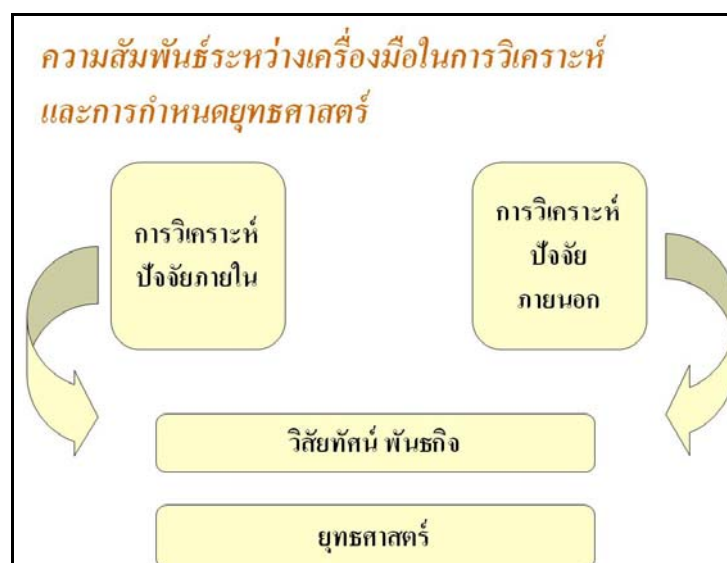 ความสัมพันธ์ระหว่างเครื่องมือในการวิเคราะห์
และการกำหนดยุทธศาสตร์
การวิเคราะห์
ปัจจัยภายใน
การวิเคราะห์
ปัจจัย
ภายนอก
วิสัยทัศน์ พันธกิจ
ยุทธศาสตร์